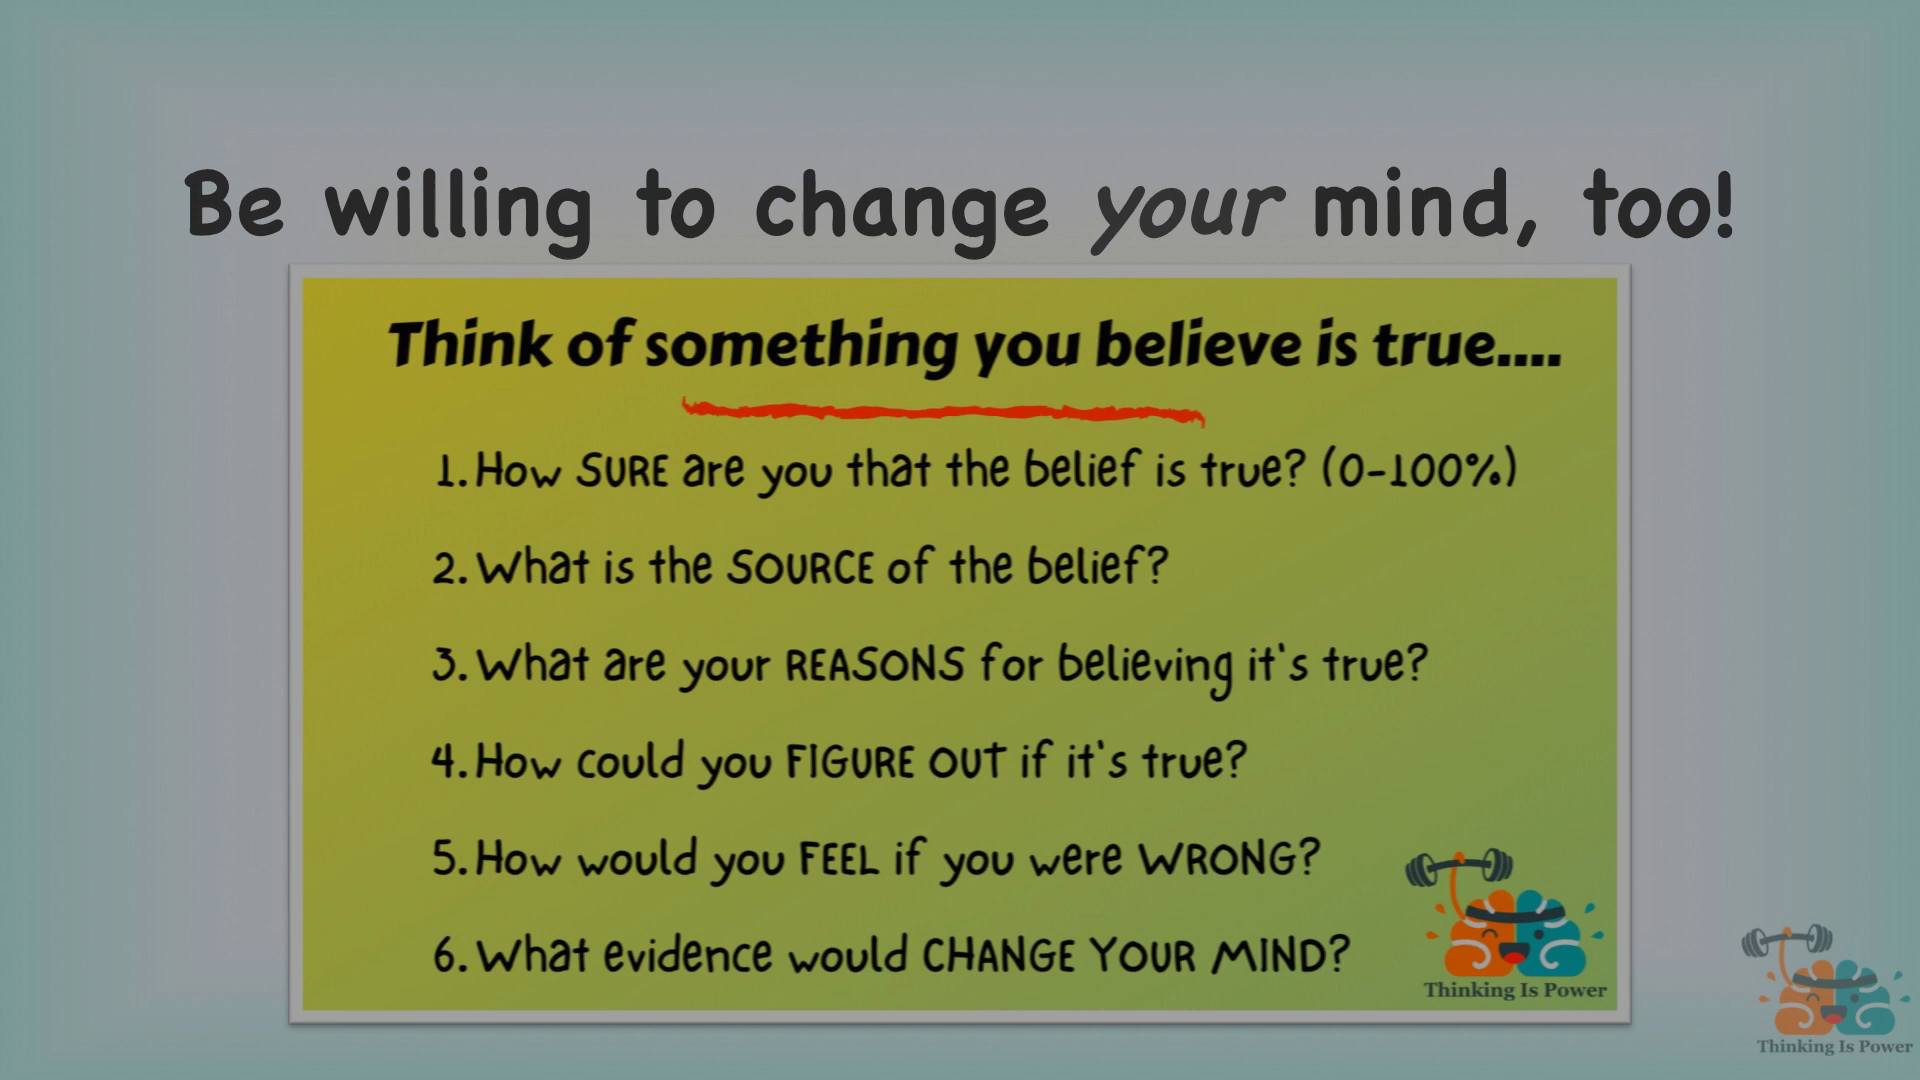 Be willing to change your mind, too!
Think of something you believe is true....
1. How SURE are you that the belief is true? (0-100%)
2. What is the SOURCE of the belief?
3. What are your REASONS for believing it's true?
4. How could you FIGURE OUT if it's true?
5. How would you FEEL if you were WRONG?
6. What evidence would CHANGE YOUR MIND?
Thinking Is Power
Thinking Is Power